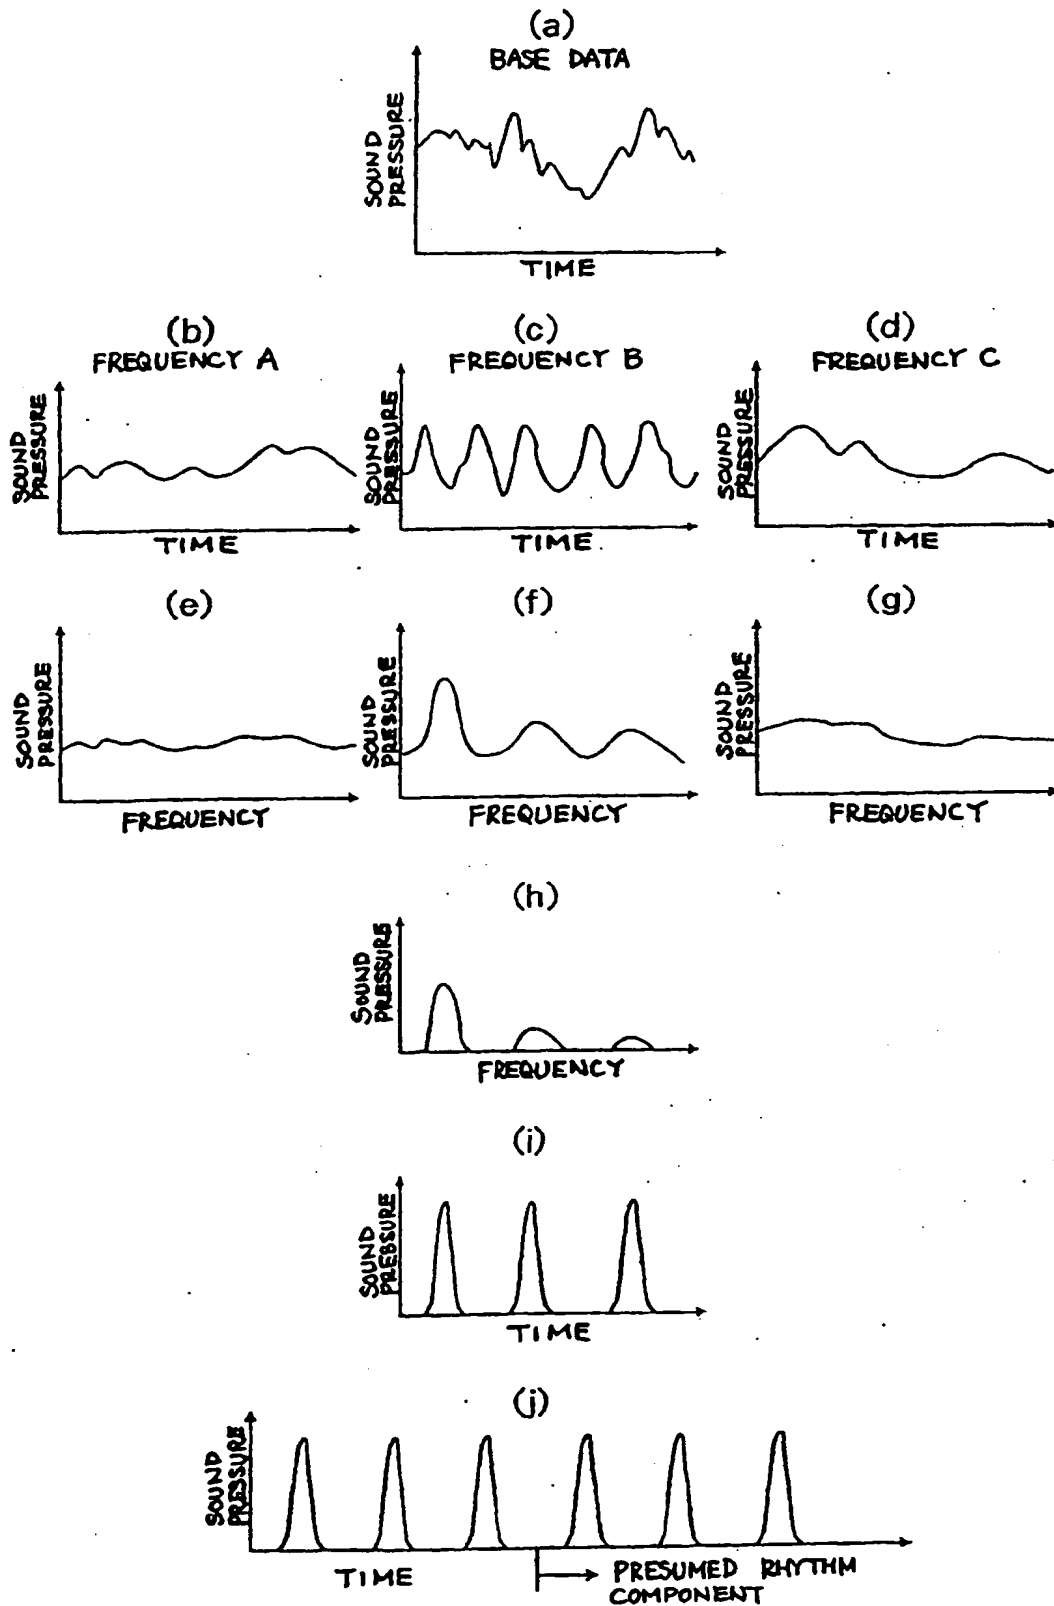 (a)
BASE DATA
SOUND
PRESSURE
TIME
(b)
FREQUENCY A
SOUND
PRESSURE
TIME
(c)
FREQUENCY B
SOUND
PRESSURE
TIME
(d)
FREQUENCY C
SOUND
PRESSURE
TIME
(e)
SOUND
PRESSURE
FREQUENCY
(f)
SOUND
PRESSURE
FREQUENCY
(g)
SOUND
PRESSURE
FREQUENCY
(h)
SOUND
PRESSURE
FREQUENCY
(i)
SOUND
PRESSURE
TIME
(j)
SOUND
PRESSURE
TIME
PRESUMED RHYTHM
COMPONENT